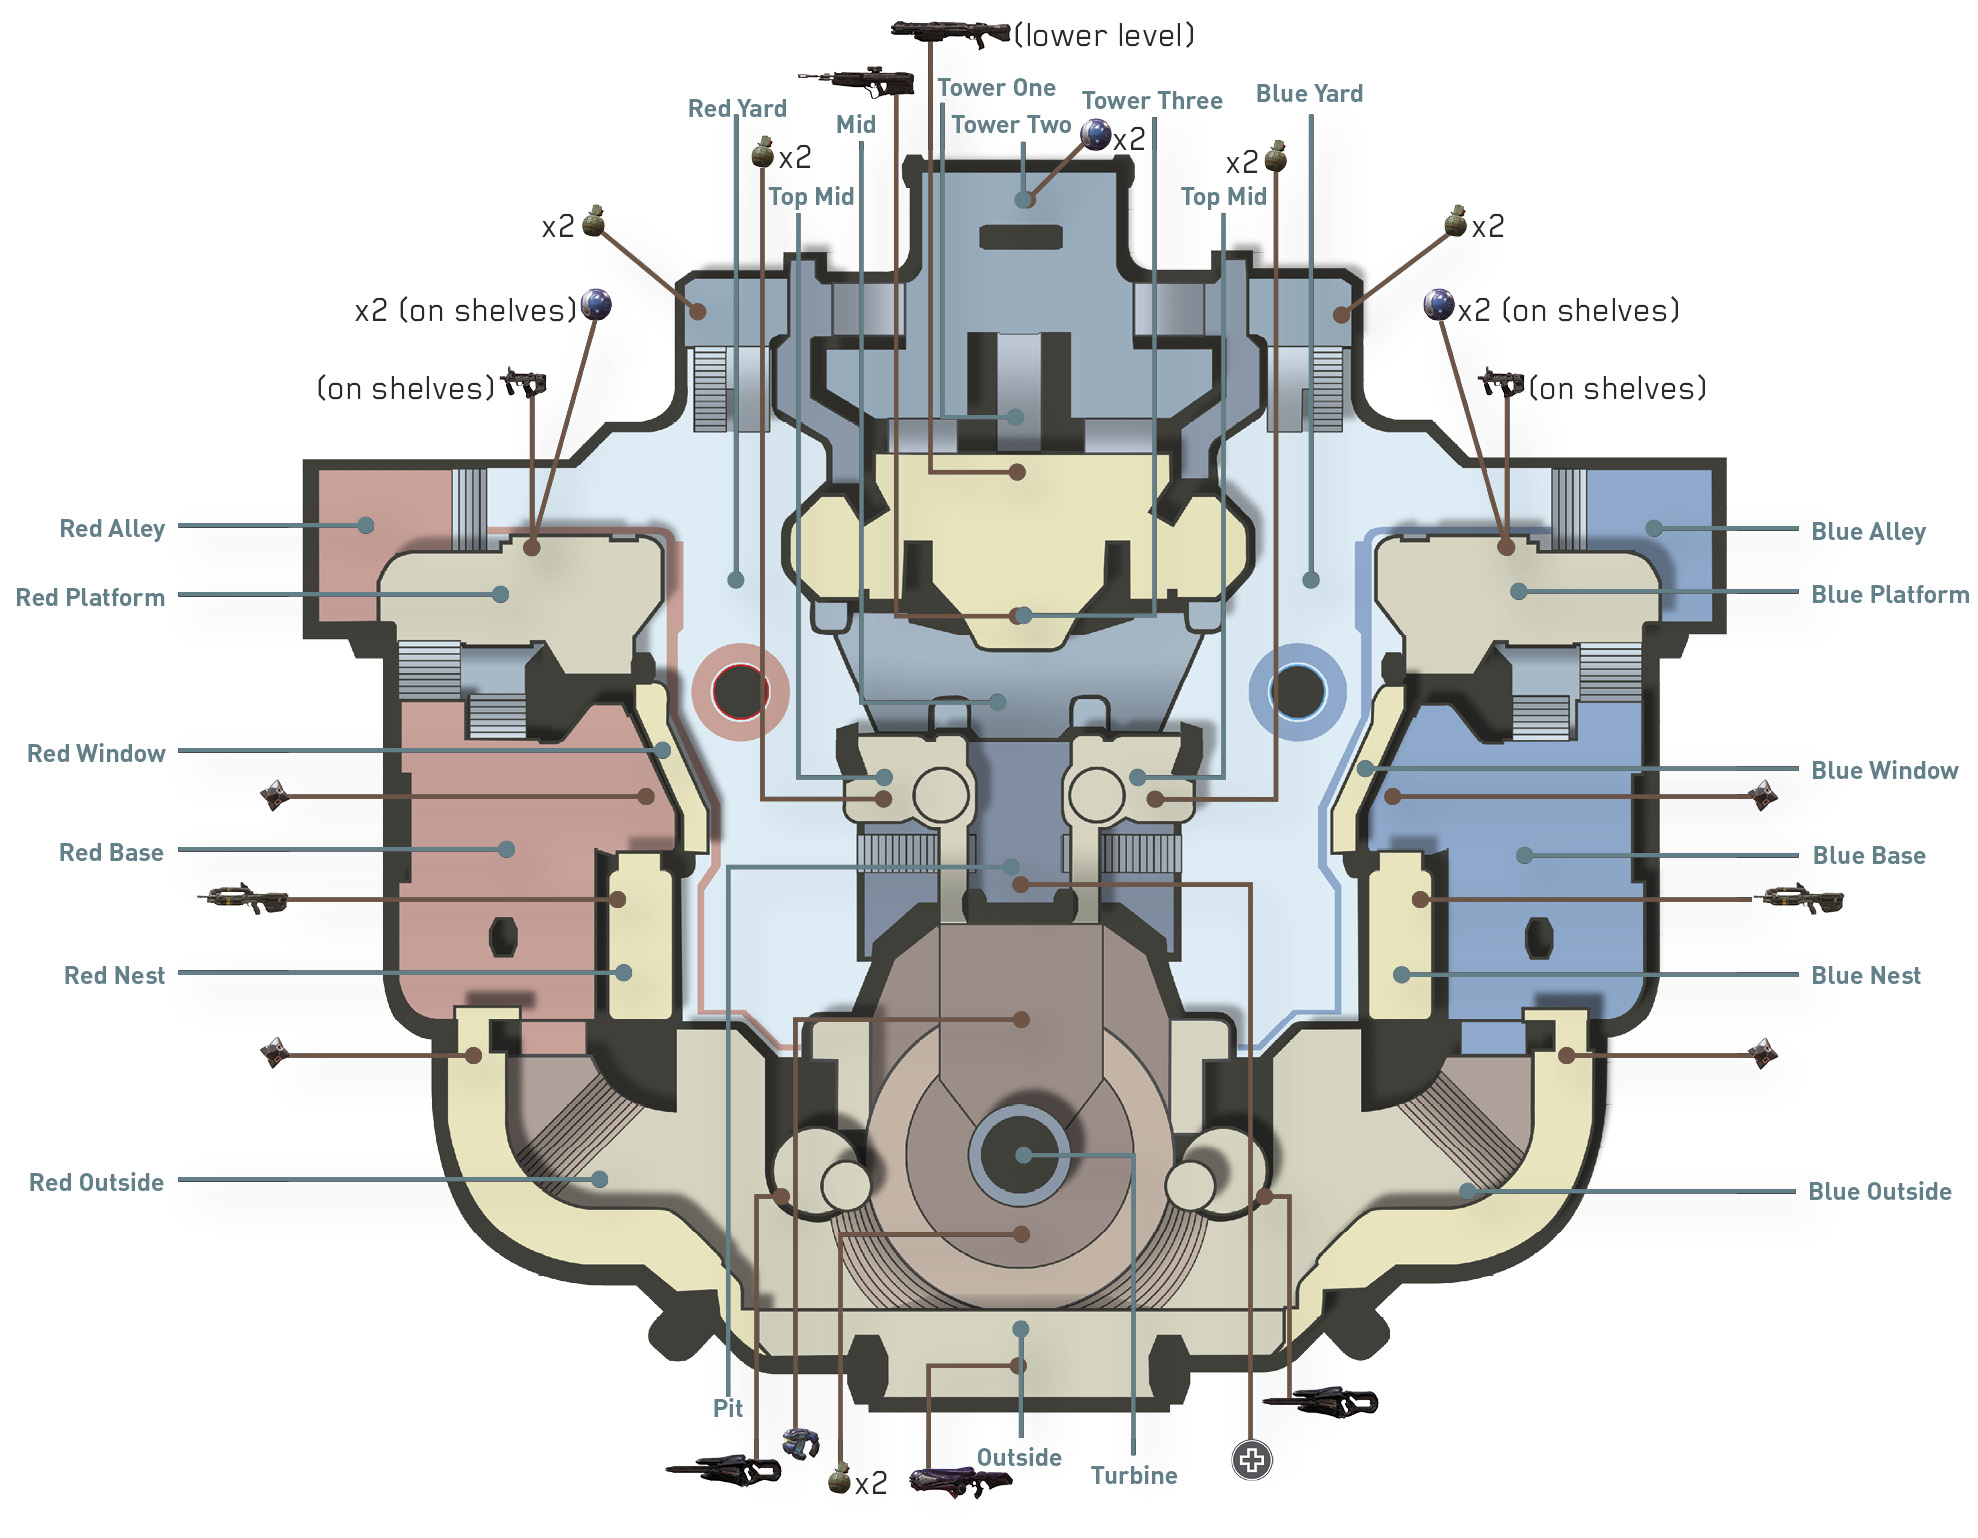 (lower level)
Tower One
Tower Three
Blue Yard
Red Yard
Mid
Tower Two
x2
x2
x2
Top Mid
Top Mid
x2
x2
x2 (on shelves)
x2 (on shelves)
(on shelves)
(on shelves)
Red Alley
Blue Alley
Red Platform
Blue Platform
Red Window
Blue Window
Red Base
Blue Base
Red Nest
Blue Nest
Red Outside
Blue Outside
Pit
Outside
Turbine
x2